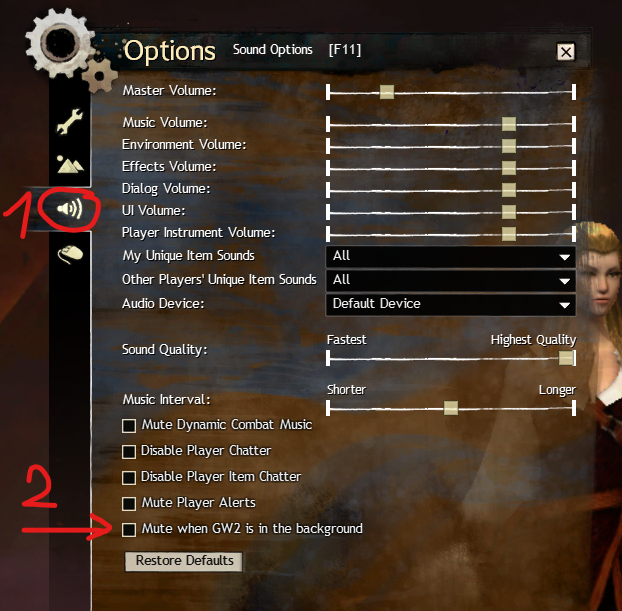 Options Sound Options [F11]
Master Volume:
Music Volume:
Environment Volume:
Effects Volume:
1
Dialog Volume:
UI Volume:
Player Instrument Volume:
My Unique Item Sounds All
Other Players' Unique Item Sounds All
Audio Device: Default Device
Fastest Highest Quality
Sound Quality:
Shorter Longer
Music Interval:
Mute Dynamic Combat Music
Disable Player Chatter
Disable Player Item Chatter
2
Mute Player Alerts
Mute when GW2 is in the background
Restore Defaults